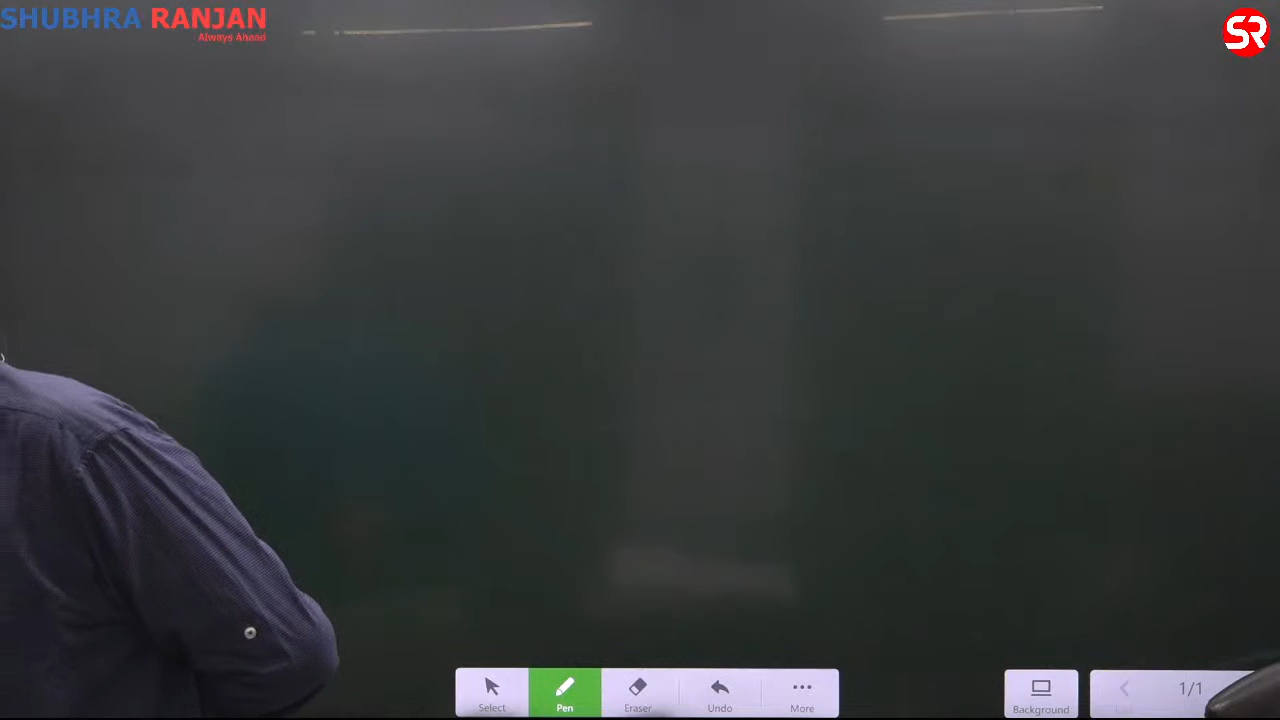 SHUBHRA RANJAN
Always Ahead
SR
Select
Pen
Eraser
Undo
More
Background
1/1